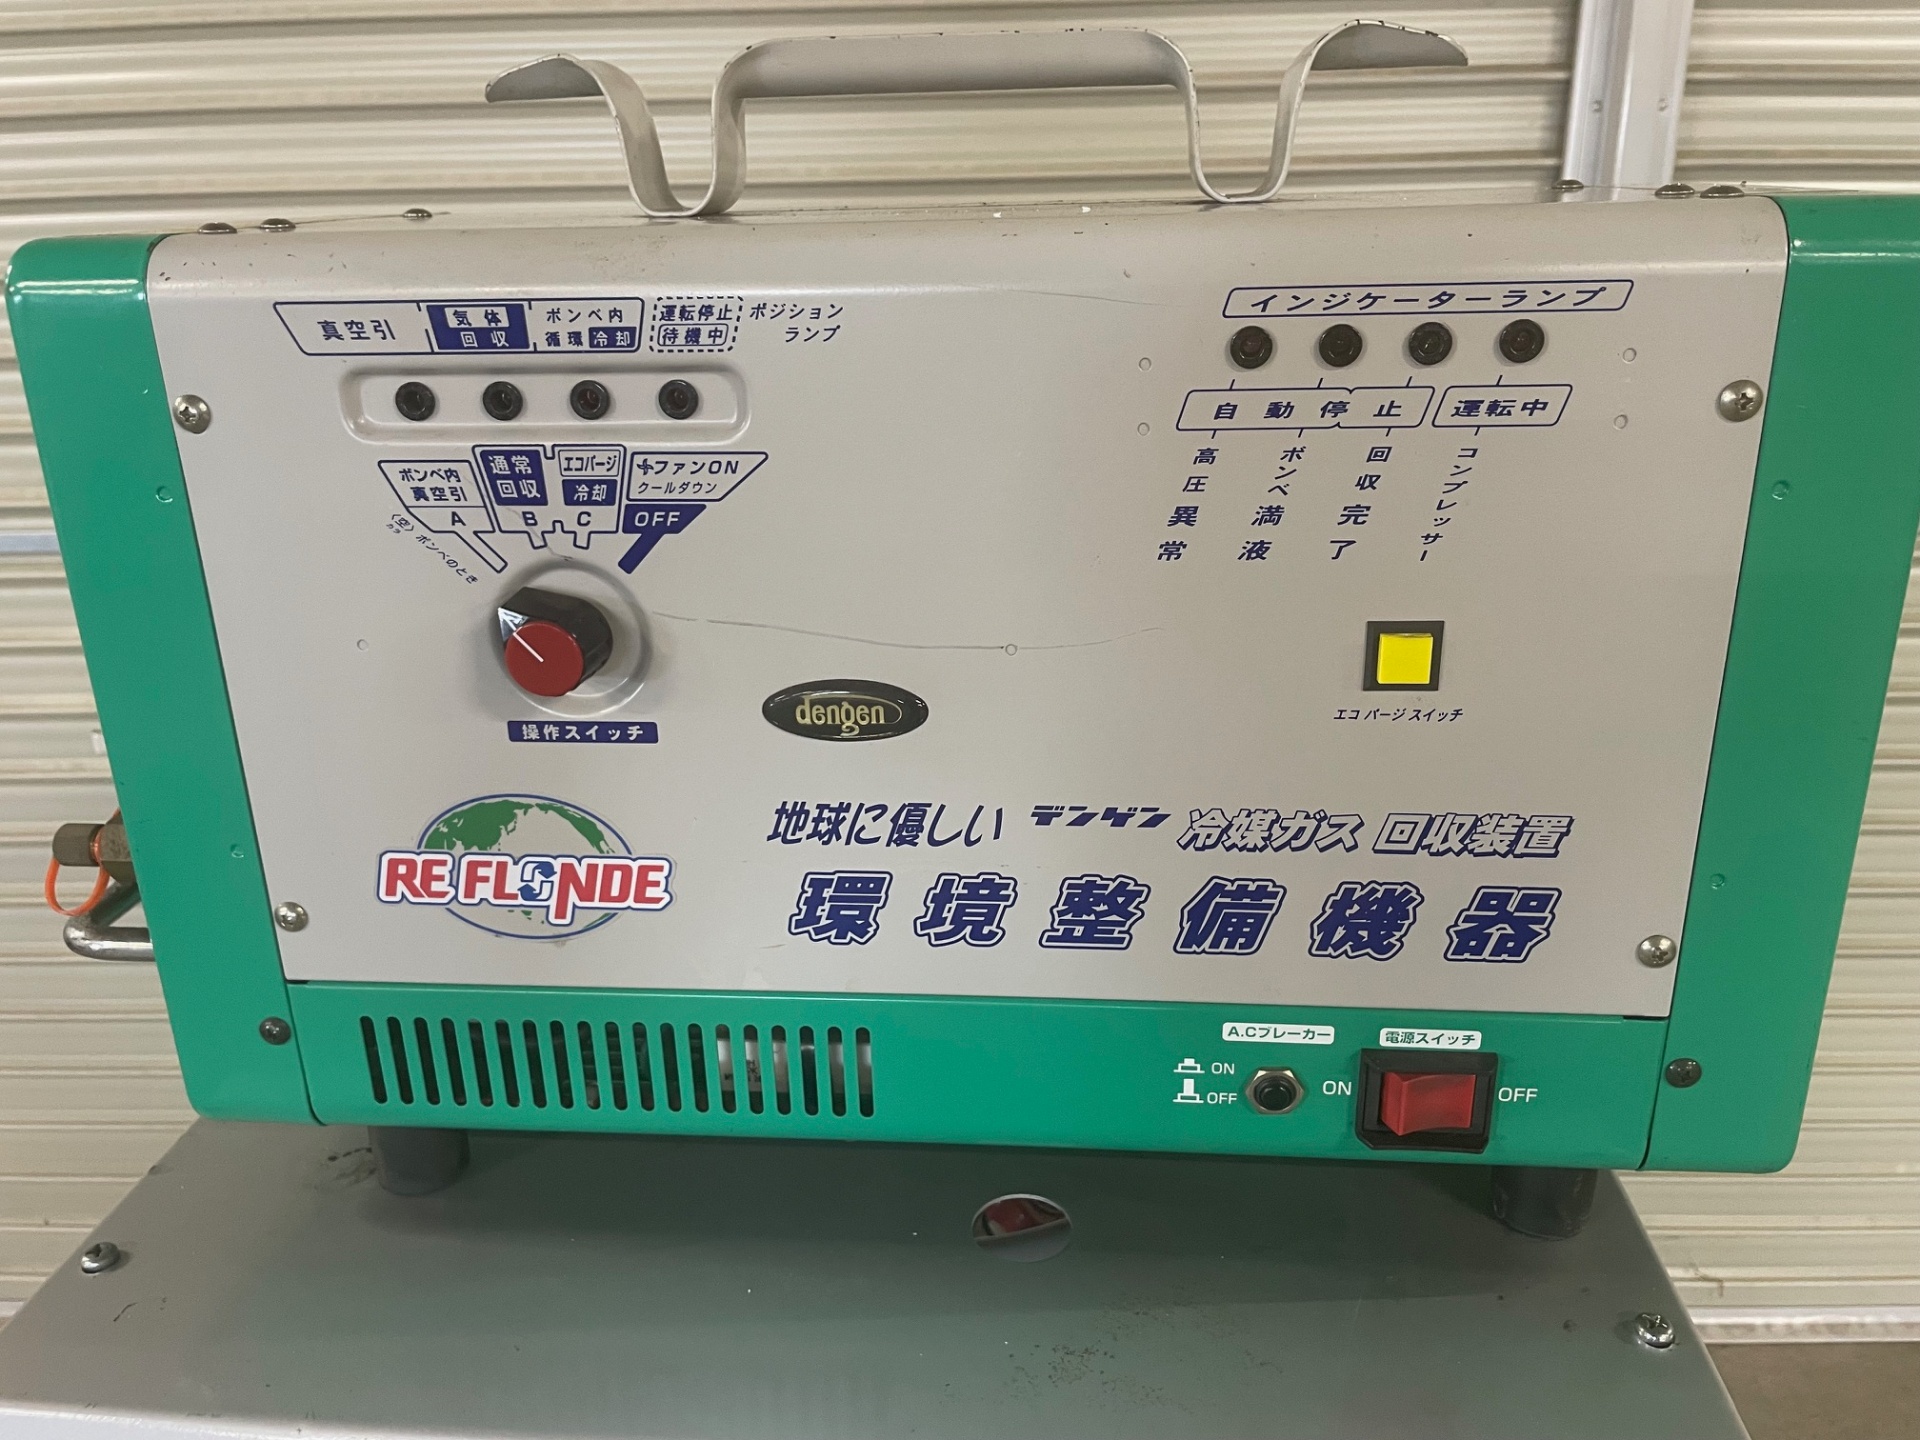 真空引
気体
回収
ボンベ内
循環 冷却
運転停止
待機中
ポジション
ランプ
ボンベ内
真空引
A
〈空〉ボンベのとき
カラ
通常
回収
B
エコパージ
冷却
C
ファンON
クールダウン
OFF
操作スイッチ
インジケーターランプ
自動停止
運転中
高圧異常
ボンベ満液
回収完了
コンプレッサー
エコパージスイッチ
dengen
RE FLONDE
地球に優しい デンゲン 冷媒ガス 回収装置
環境整備機器
A.Cブレーカー
ON
OFF
電源スイッチ
ON
OFF